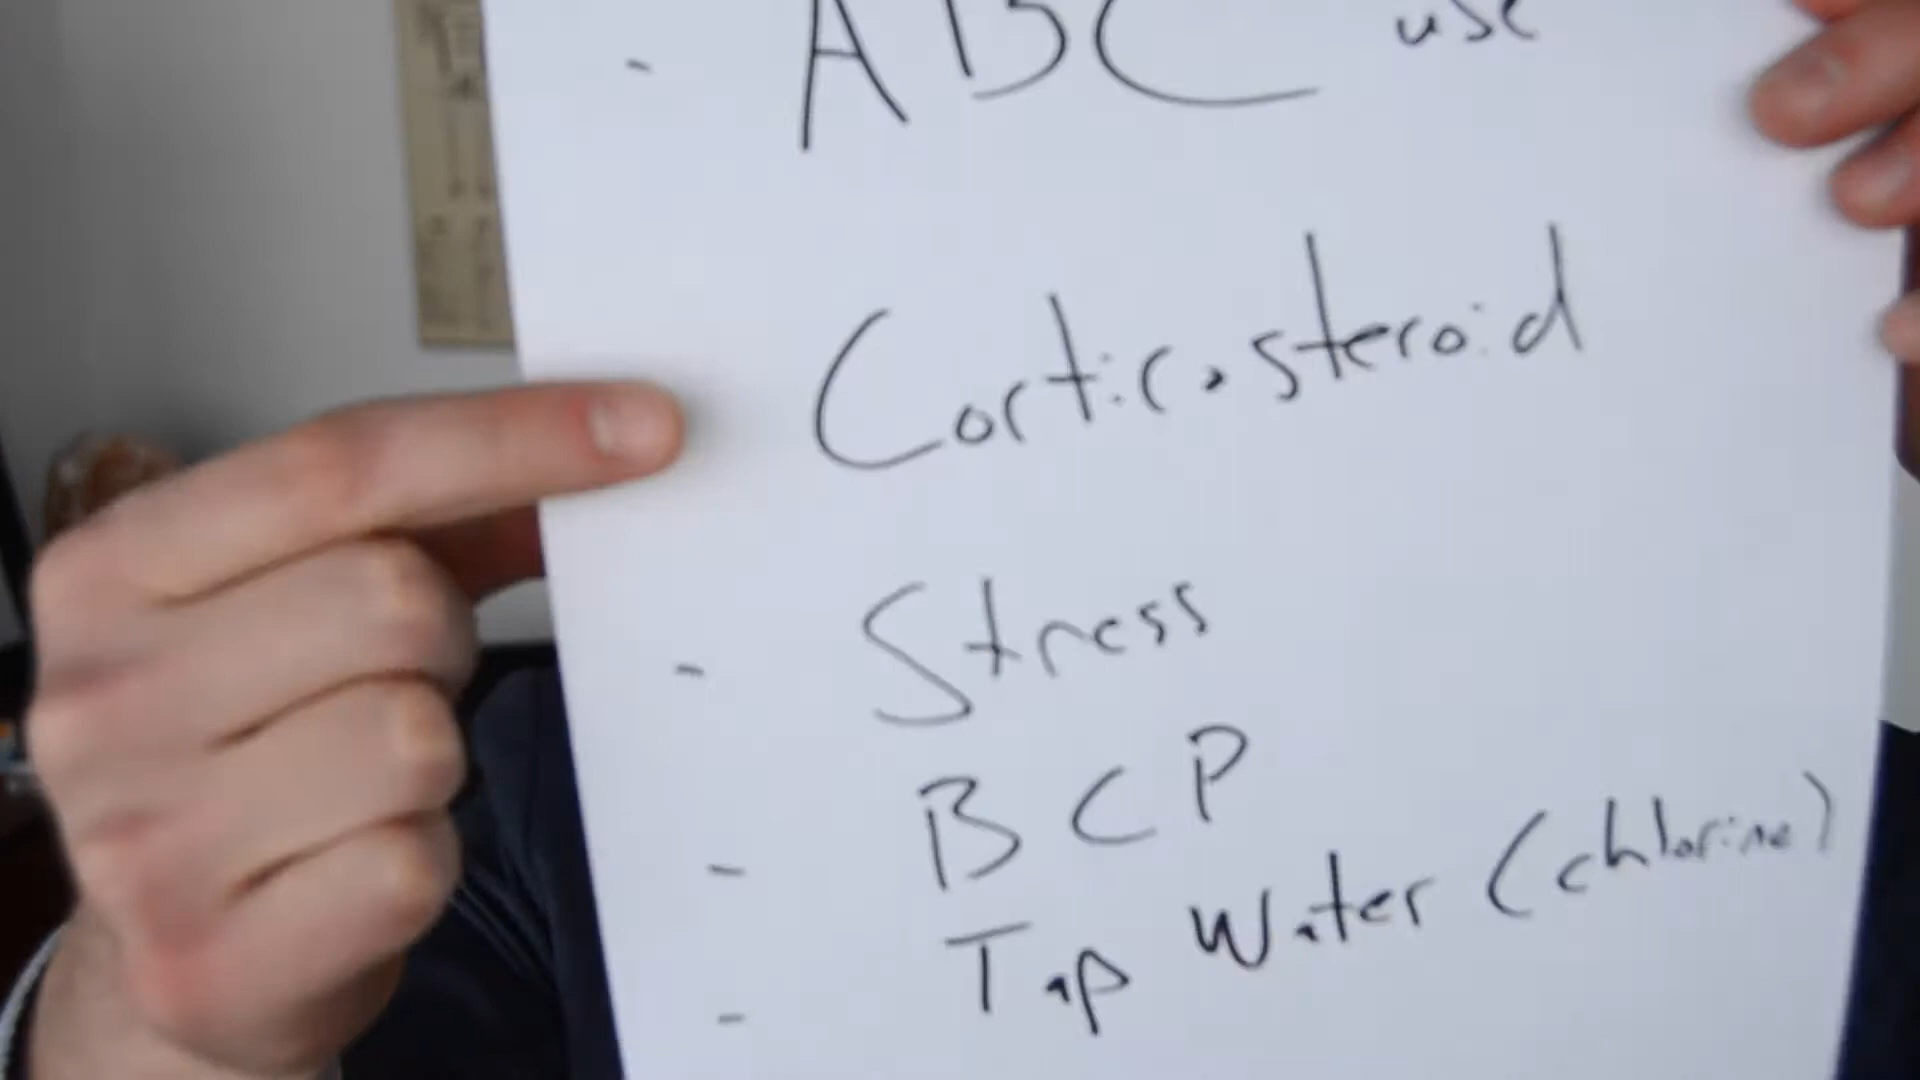 - ABC use
Corticosteroid
- Stress
- BCP
- Tap Water (chlorine)